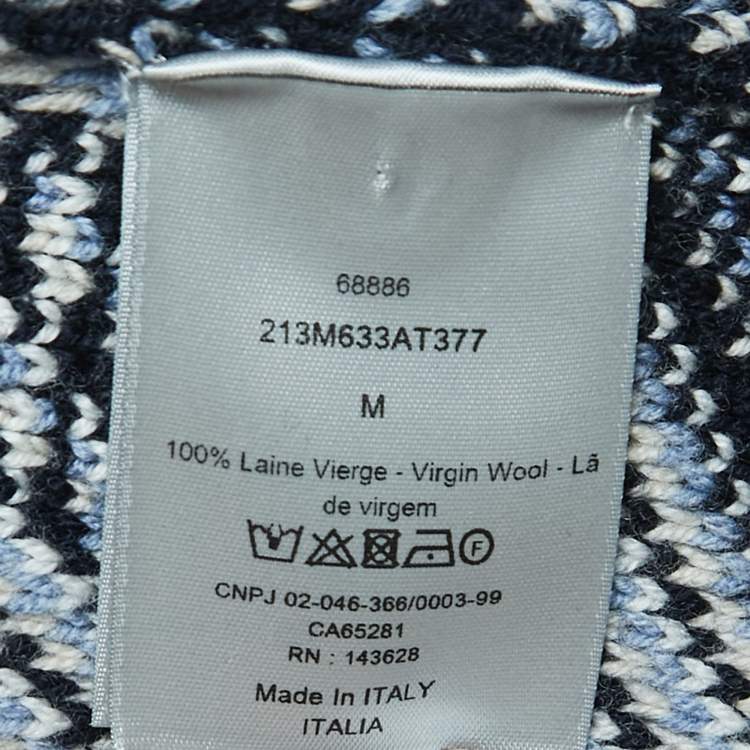 68886
213M633AT377
M
100% Laine Vierge - Virgin Wool - Lã
de virgem
F
CNPJ 02-046-366/0003-99
CA65281
RN : 143628
Made In ITALY
ITALIA